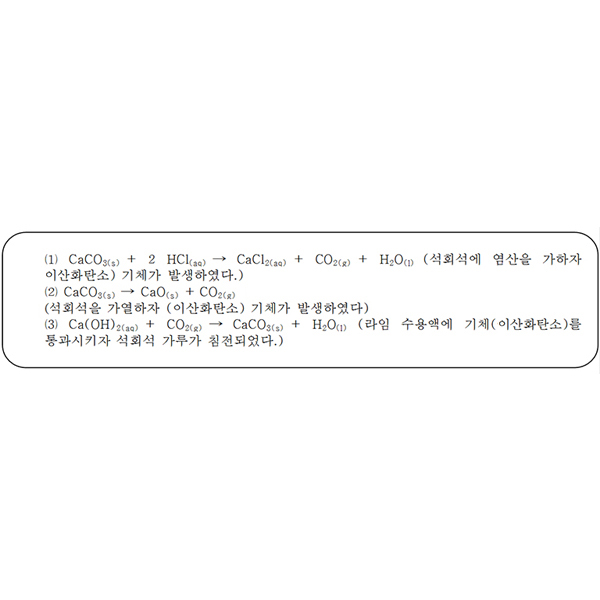 (1) CaCO₃₍ₛ₎ + 2 HCl₍aq₎ → CaCl₂₍aq₎ + CO₂₍g₎ + H₂O₍l₎ (석회석에 염산을 가하자
이산화탄소) 기체가 발생하였다.)
(2) CaCO₃₍ₛ₎ → CaO₍ₛ₎ + CO₂₍g₎
(석회석을 가열하자 (이산화탄소) 기체가 발생하였다)
(3) Ca(OH)₂₍aq₎ + CO₂₍g₎ → CaCO₃₍ₛ₎ + H₂O₍l₎ (라임 수용액에 기체(이산화탄소)를
통과시키자 석회석 가루가 침전되었다.)